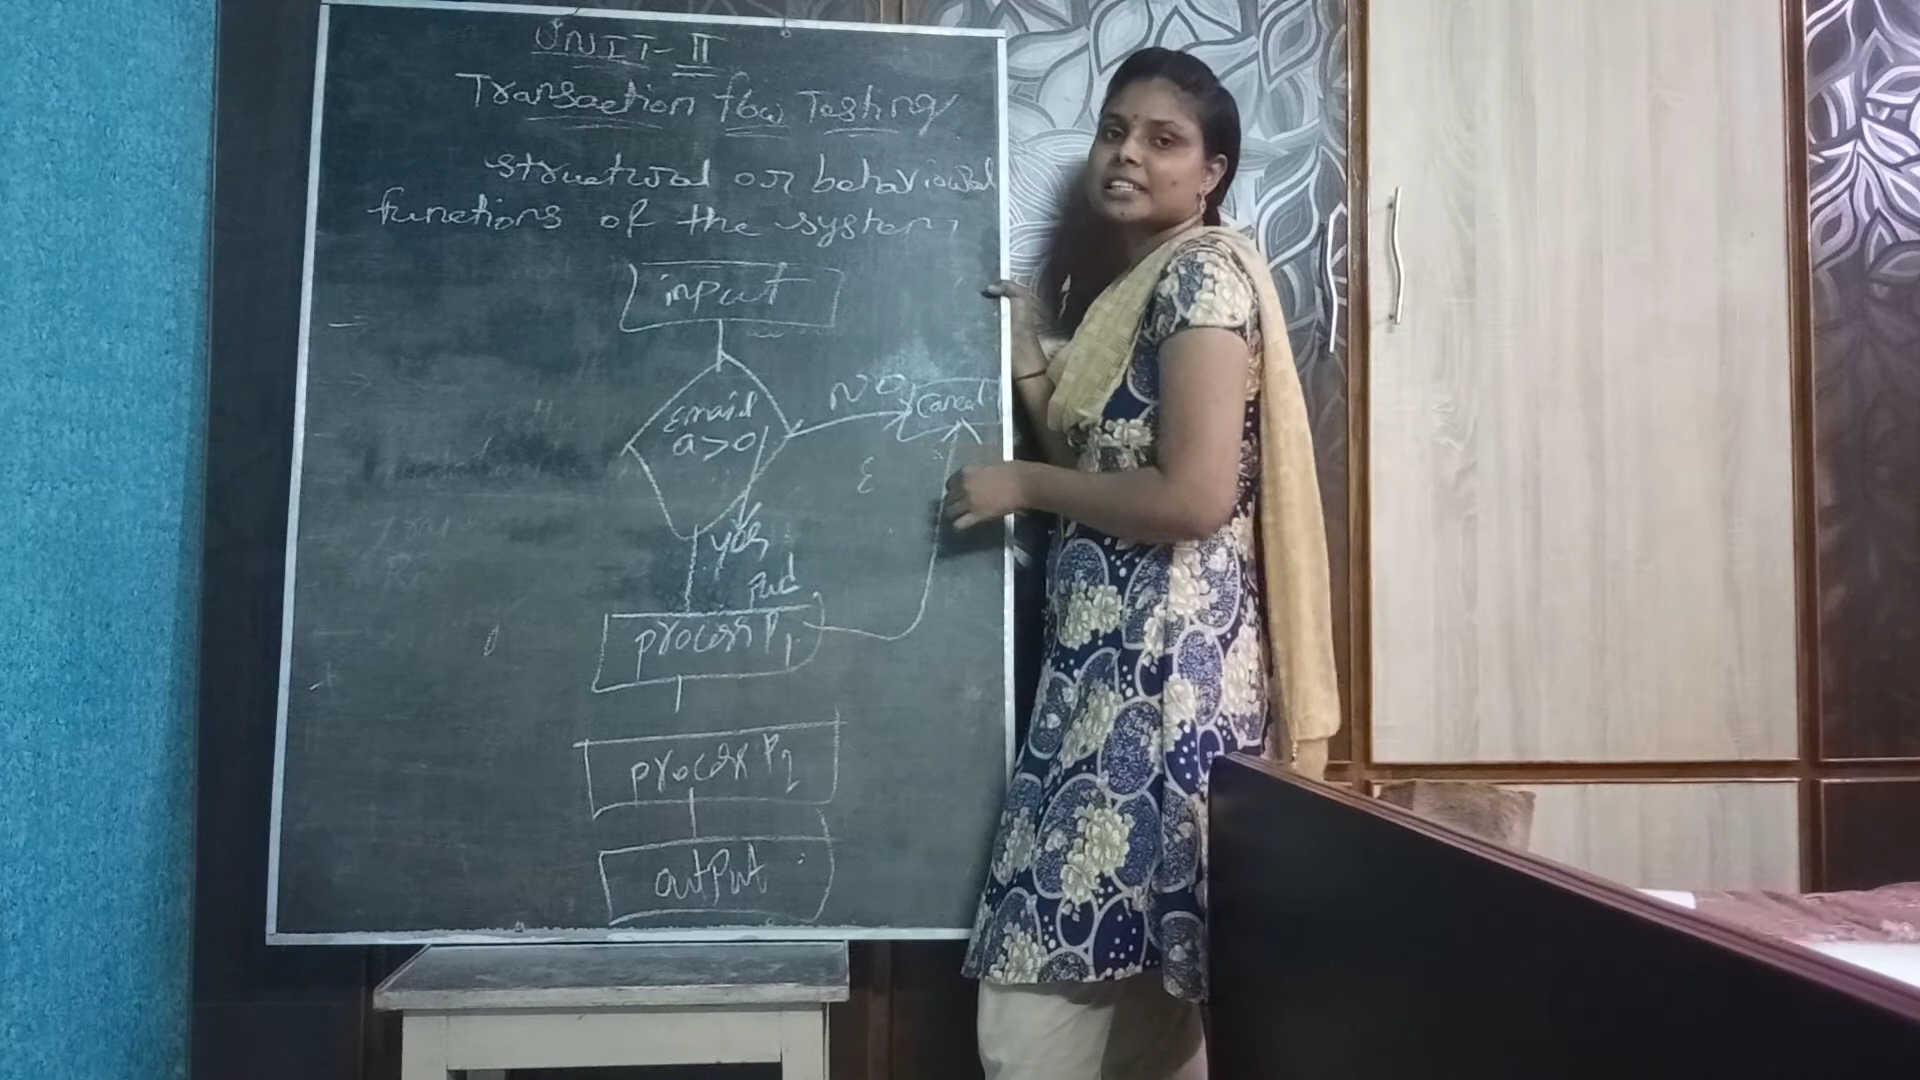 UNIT-II
Transaction flow Testing
structural or behavioural
functions of the system,
input
Email
a>0
NO
Cancel
ε
yes
process P1
process P2
output